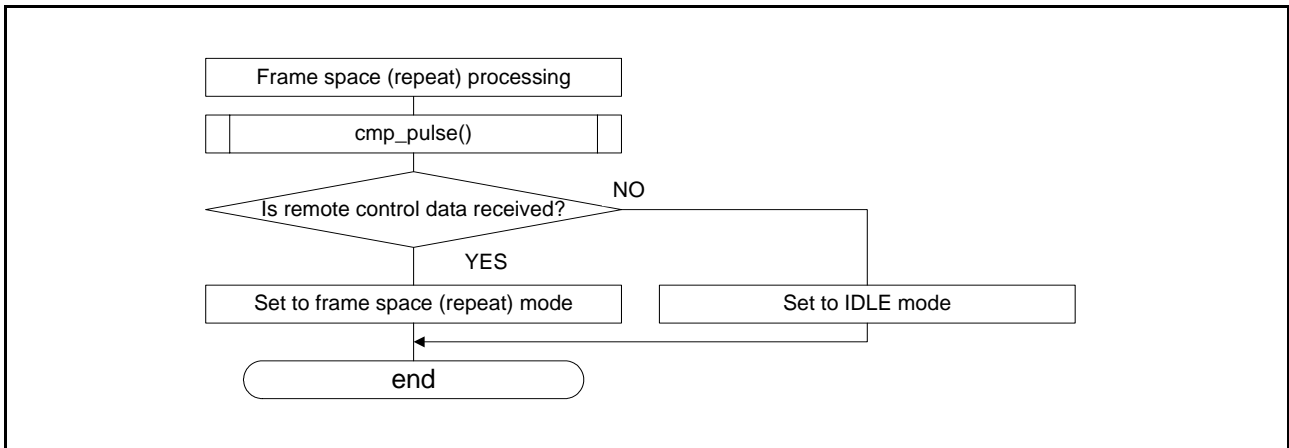 Frame space (repeat) processing
cmp_pulse()
Is remote control data received?
NO
YES
Set to frame space (repeat) mode
Set to IDLE mode
end